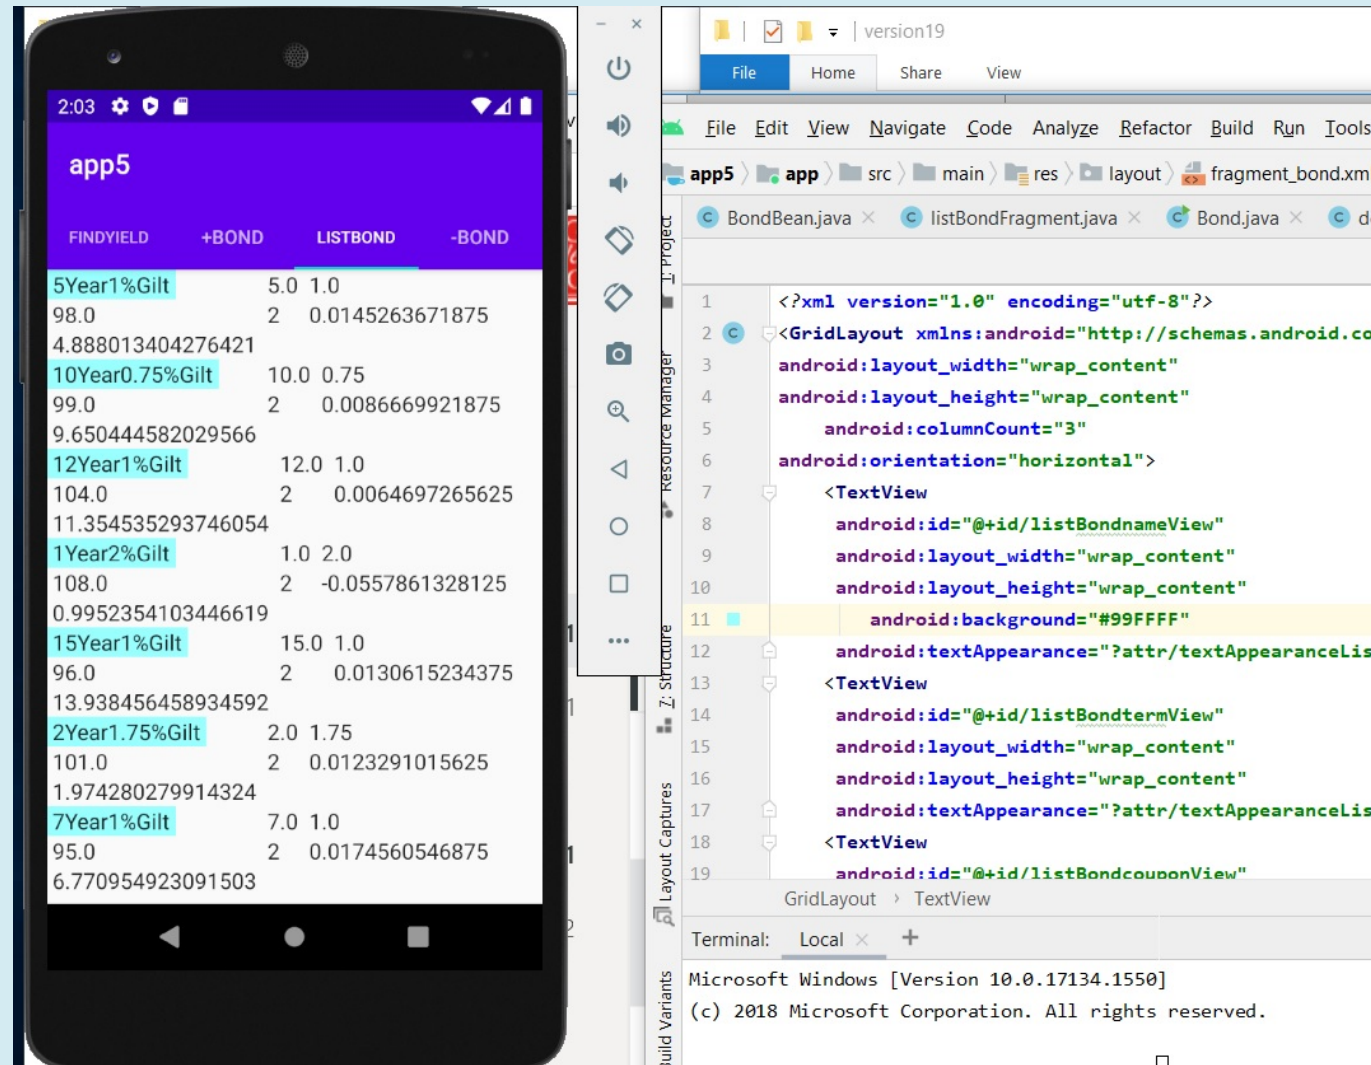 2:03
app5
FINDYIELD +BOND LISTBOND -BOND
5Year1%Gilt 5.0 1.0
98.0 2 0.0145263671875
4.888013404276421
10Year0.75%Gilt 10.0 0.75
99.0 2 0.0086669921875
9.650444582029566
12Year1%Gilt 12.0 1.0
104.0 2 0.0064697265625
11.354535293746054
1Year2%Gilt 1.0 2.0
108.0 2 -0.0557861328125
0.9952354103446619
15Year1%Gilt 15.0 1.0
96.0 2 0.0130615234375
13.938456458934592
2Year1.75%Gilt 2.0 1.75
101.0 2 0.0123291015625
1.974280279914324
7Year1%Gilt 7.0 1.0
95.0 2 0.0174560546875
6.770954923091503
version19
File Home Share View
File Edit View Navigate Code Analyze Refactor Build Run Tools
app5 app src main res layout fragment_bond.xm
BondBean.java listBondFragment.java Bond.java d
1: Project
Resource Manager
7: Structure
Layout Captures
Build Variants
1 <?xml version="1.0" encoding="utf-8"?>
2 <GridLayout xmlns:android="http://schemas.android.co
3 android:layout_width="wrap_content"
4 android:layout_height="wrap_content"
5 android:columnCount="3"
6 android:orientation="horizontal">
7 <TextView
8 android:id="@+id/listBondnameView"
9 android:layout_width="wrap_content"
10 android:layout_height="wrap_content"
11 android:background="#99FFFF"
12 android:textAppearance="?attr/textAppearanceLis
13 <TextView
14 android:id="@+id/listBondtermView"
15 android:layout_width="wrap_content"
16 android:layout_height="wrap_content"
17 android:textAppearance="?attr/textAppearanceLis
18 <TextView
19 android:id="@+id/listBondcouponView"
GridLayout › TextView
Terminal: Local
Microsoft Windows [Version 10.0.17134.1550]
(c) 2018 Microsoft Corporation. All rights reserved.